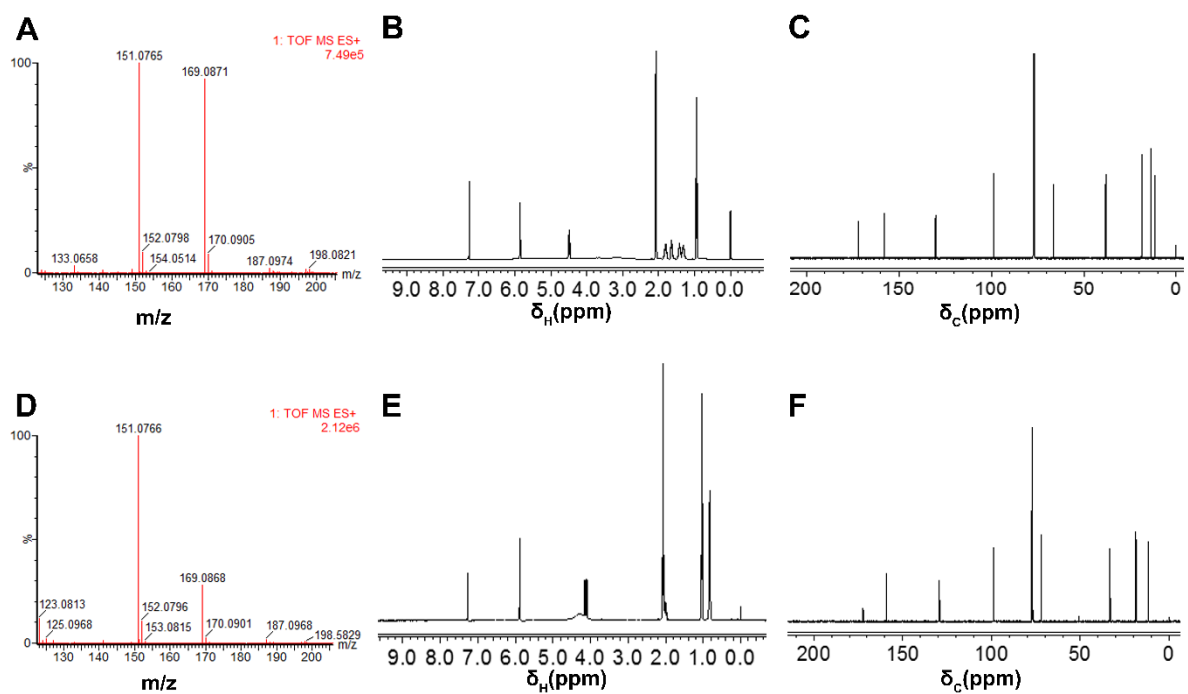 A
1: TOF MS ES+
7.49e5
100
151.0765
169.0871
%
152.0798
154.0514
170.0905
133.0658
187.0974
198.0821
0
130 140 150 160 170 180 190 200
m/z
m/z
B
9.0 8.0 7.0 6.0 5.0 4.0 3.0 2.0 1.0 0.0
δH(ppm)
C
200 150 100 50 0
δC(ppm)
D
1: TOF MS ES+
2.12e6
100
151.0766
%
169.0868
123.0813
152.0796
125.0968
153.0815
170.0901
187.0968
198.5829
0
130 140 150 160 170 180 190 200
m/z
m/z
E
9.0 8.0 7.0 6.0 5.0 4.0 3.0 2.0 1.0 0.0
δH(ppm)
F
200 150 100 50 0
δC(ppm)